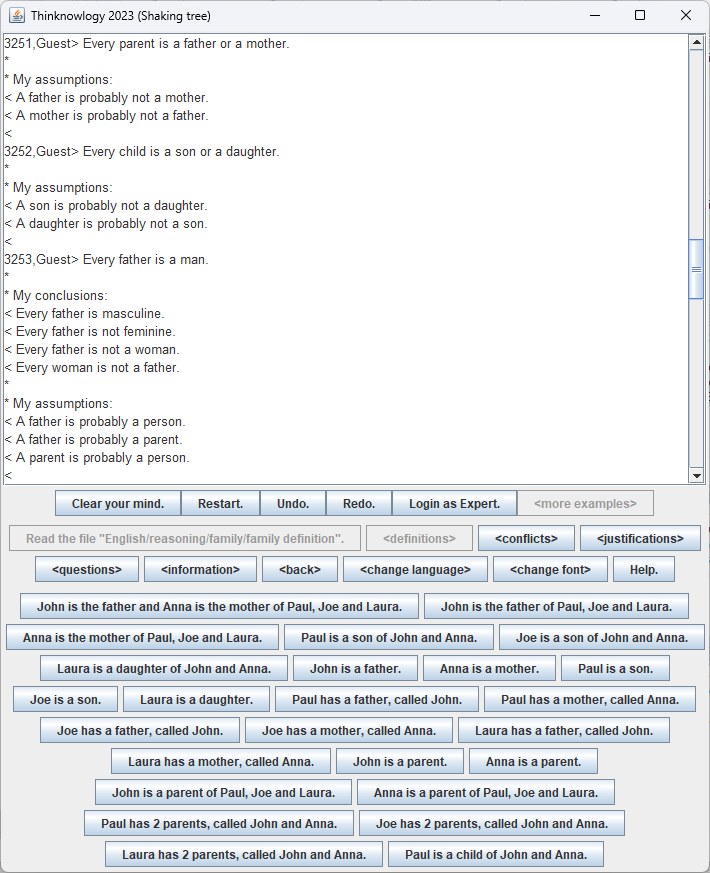 Thinknowlogy 2023 (Shaking tree)
3251,Guest> Every parent is a father or a mother.
*
* My assumptions:
< A father is probably not a mother.
< A mother is probably not a father.
<
3252,Guest> Every child is a son or a daughter.
*
* My assumptions:
< A son is probably not a daughter.
< A daughter is probably not a son.
<
3253,Guest> Every father is a man.
*
* My conclusions:
< Every father is masculine.
< Every father is not feminine.
< Every father is not a woman.
< Every woman is not a father.
*
* My assumptions:
< A father is probably a person.
< A father is probably a parent.
< A parent is probably a person.
<
Clear your mind. Restart. Undo. Redo. Login as Expert. <more examples>
Read the file "English/reasoning/family/family definition". <definitions> <conflicts> <justifications>
<questions> <information> <back> <change language> <change font> Help.
John is the father and Anna is the mother of Paul, Joe and Laura. John is the father of Paul, Joe and Laura.
Anna is the mother of Paul, Joe and Laura. Paul is a son of John and Anna. Joe is a son of John and Anna.
Laura is a daughter of John and Anna. John is a father. Anna is a mother. Paul is a son.
Joe is a son. Laura is a daughter. Paul has a father, called John. Paul has a mother, called Anna.
Joe has a father, called John. Joe has a mother, called Anna. Laura has a father, called John.
Laura has a mother, called Anna. John is a parent. Anna is a parent.
John is a parent of Paul, Joe and Laura. Anna is a parent of Paul, Joe and Laura.
Paul has 2 parents, called John and Anna. Joe has 2 parents, called John and Anna.
Laura has 2 parents, called John and Anna. Paul is a child of John and Anna.